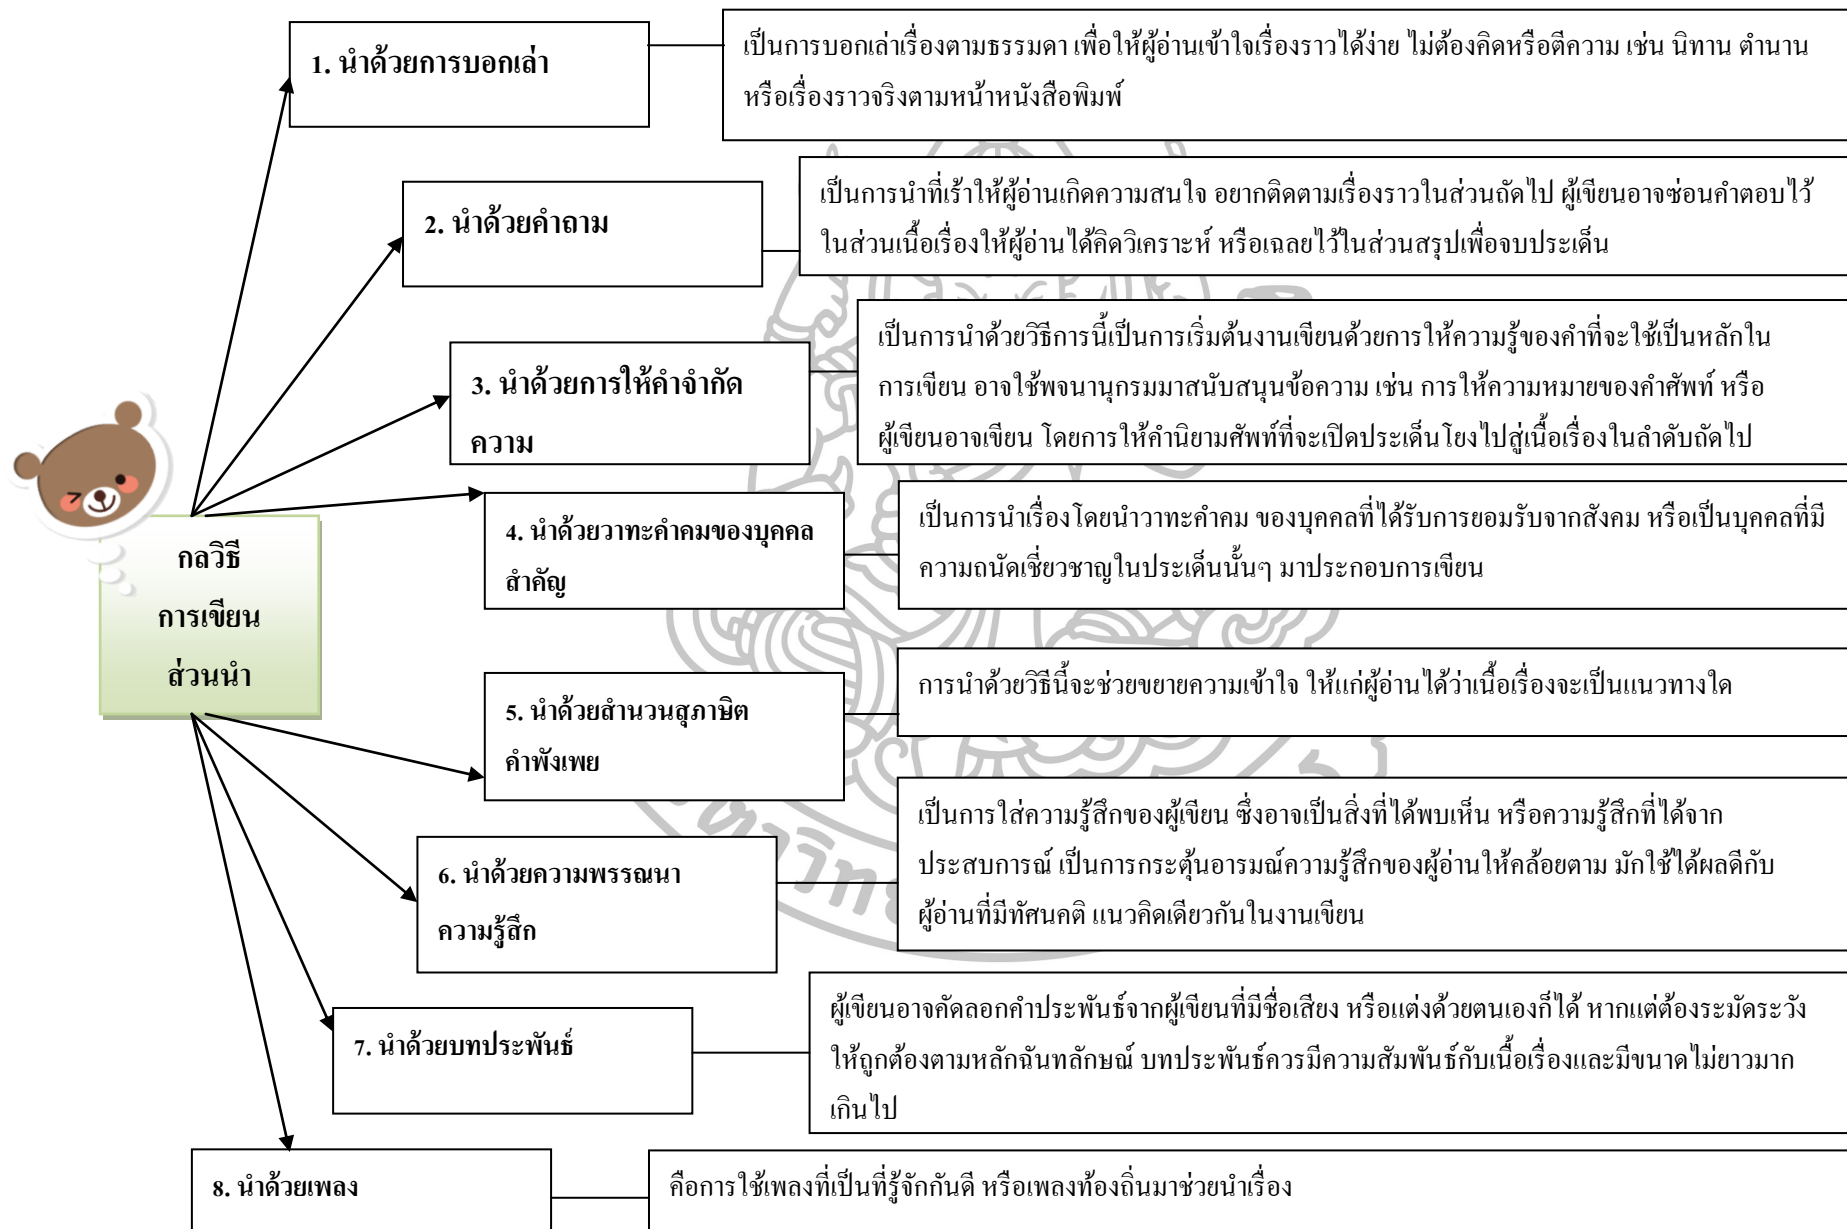 1. นำด้วยการบอกเล่า
เป็นการบอกเล่าเรื่องตามธรรมดา เพื่อให้ผู้อ่านเข้าใจเรื่องราวได้ง่าย ไม่ต้องคิดหรือตีความ เช่น นิทาน ตำนาน
หรือเรื่องราวจริงตามหน้าหนังสือพิมพ์
2. นำด้วยคำถาม
เป็นการนำที่เร้าให้ผู้อ่านเกิดความสนใจ อยากติดตามเรื่องราวในส่วนถัดไป ผู้เขียนอาจซ่อนคำตอบไว้
ในส่วนเนื้อเรื่องให้ผู้อ่านได้คิดวิเคราะห์ หรือเฉลยไว้ในส่วนสรุปเพื่อจบประเด็น
3. นำด้วยการให้คำจำกัด
ความ
เป็นการนำด้วยวิธีการนี้เป็นการเริ่มต้นงานเขียนด้วยการให้ความรู้ของคำที่จะใช้เป็นหลักใน
การเขียน อาจใช้พจนานุกรมมาสนับสนุนข้อความ เช่น การให้ความหมายของคำศัพท์ หรือ
ผู้เขียนอาจเขียน โดยการให้คำนิยามศัพท์ที่จะเปิดประเด็นโยงไปสู่เนื้อเรื่องในลำดับถัดไป
กลวิธี
การเขียน
ส่วนนำ
4. นำด้วยวาทะคำคมของบุคคล
สำคัญ
เป็นการนำเรื่องโดยนำวาทะคำคม ของบุคคลที่ได้รับการยอมรับจากสังคม หรือเป็นบุคคลที่มี
ความถนัดเชี่ยวชาญในประเด็นนั้นๆ มาประกอบการเขียน
5. นำด้วยสำนวนสุภาษิต
คำพังเพย
การนำด้วยวิธีนี้จะช่วยขยายความเข้าใจ ให้แก่ผู้อ่านได้ว่าเนื้อเรื่องจะเป็นแนวทางใด
6. นำด้วยความพรรณนา
ความรู้สึก
เป็นการใส่ความรู้สึกของผู้เขียน ซึ่งอาจเป็นสิ่งที่ได้พบเห็น หรือความรู้สึกที่ได้จาก
ประสบการณ์ เป็นการกระตุ้นอารมณ์ความรู้สึกของผู้อ่านให้คล้อยตาม มักใช้ได้ผลดีกับ
ผู้อ่านที่มีทัศนคติ แนวคิดเดียวกันในงานเขียน
7. นำด้วยบทประพันธ์
ผู้เขียนอาจคัดลอกคำประพันธ์จากผู้เขียนที่มีชื่อเสียง หรือแต่งด้วยตนเองก็ได้ หากแต่ต้องระมัดระวัง
ให้ถูกต้องตามหลักฉันทลักษณ์ บทประพันธ์ควรมีความสัมพันธ์กับเนื้อเรื่องและมีขนาดไม่ยาวมาก
เกินไป
8. นำด้วยเพลง
คือการใช้เพลงที่เป็นที่รู้จักกันดี หรือเพลงท้องถิ่นมาช่วยนำเรื่อง